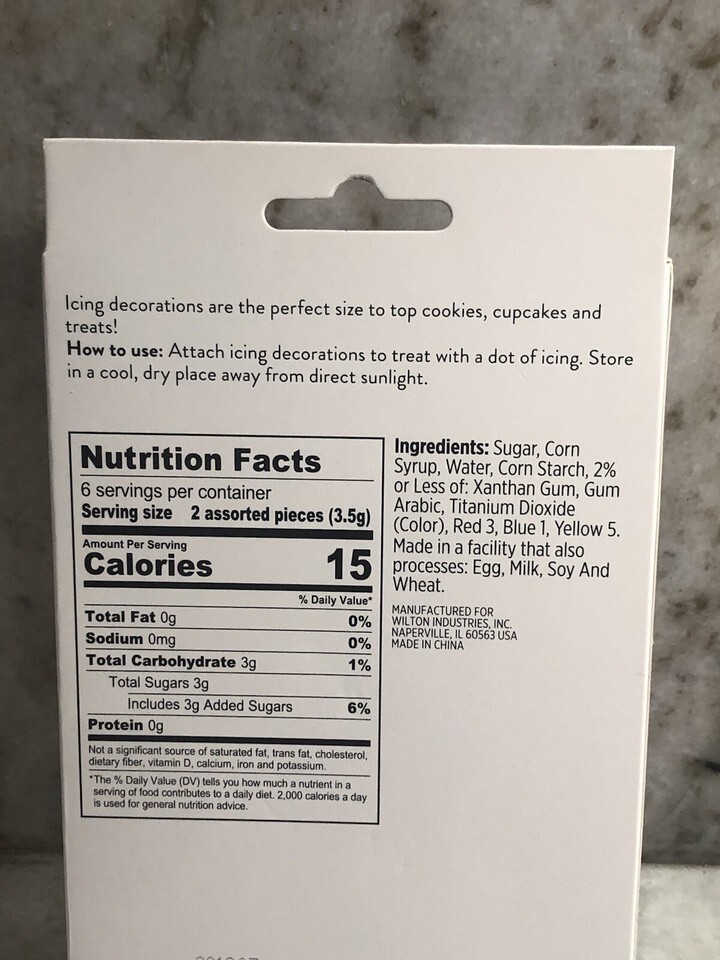 Icing decorations are the perfect size to top cookies, cupcakes and
treats!
How to use: Attach icing decorations to treat with a dot of icing. Store
in a cool, dry place away from direct sunlight.
Nutrition Facts
6 servings per container
Serving size 2 assorted pieces (3.5g)
Amount Per Serving
Calories 15
% Daily Value*
Total Fat 0g 0%
Sodium 0mg 0%
Total Carbohydrate 3g 1%
Total Sugars 3g
Includes 3g Added Sugars 6%
Protein 0g
Not a significant source of saturated fat, trans fat, cholesterol,
dietary fiber, vitamin D, calcium, iron and potassium.
*The % Daily Value (DV) tells you how much a nutrient in a
serving of food contributes to a daily diet. 2,000 calories a day
is used for general nutrition advice.
Ingredients: Sugar, Corn
Syrup, Water, Corn Starch, 2%
or Less of: Xanthan Gum, Gum
Arabic, Titanium Dioxide
(Color), Red 3, Blue 1, Yellow 5.
Made in a facility that also
processes: Egg, Milk, Soy And
Wheat.
MANUFACTURED FOR
WILTON INDUSTRIES, INC.
NAPERVILLE, IL 60563 USA
MADE IN CHINA